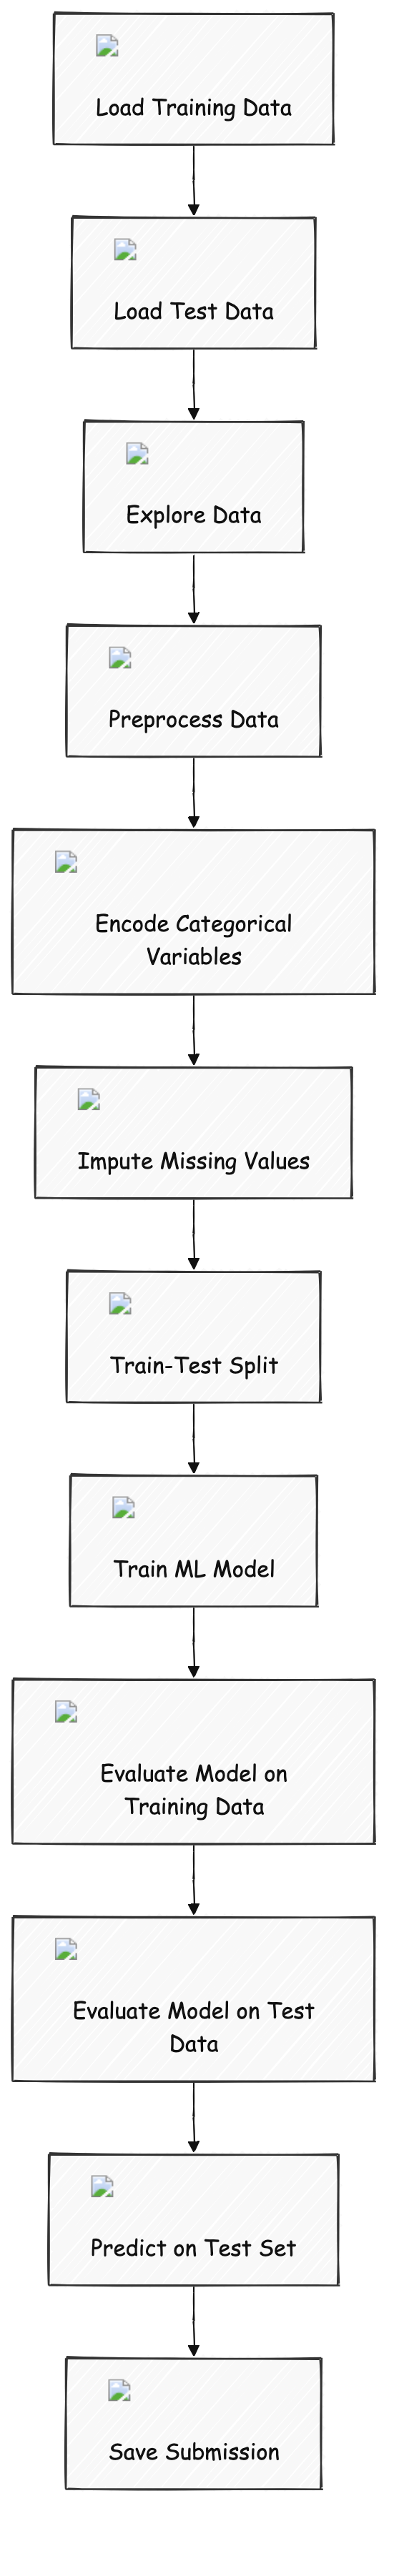 Load Training Data
Load Test Data
Explore Data
Preprocess Data
Encode Categorical
Variables
Impute Missing Values
Train-Test Split
Train ML Model
Evaluate Model on
Training Data
Evaluate Model on Test
Data
Predict on Test Set
Save Submission